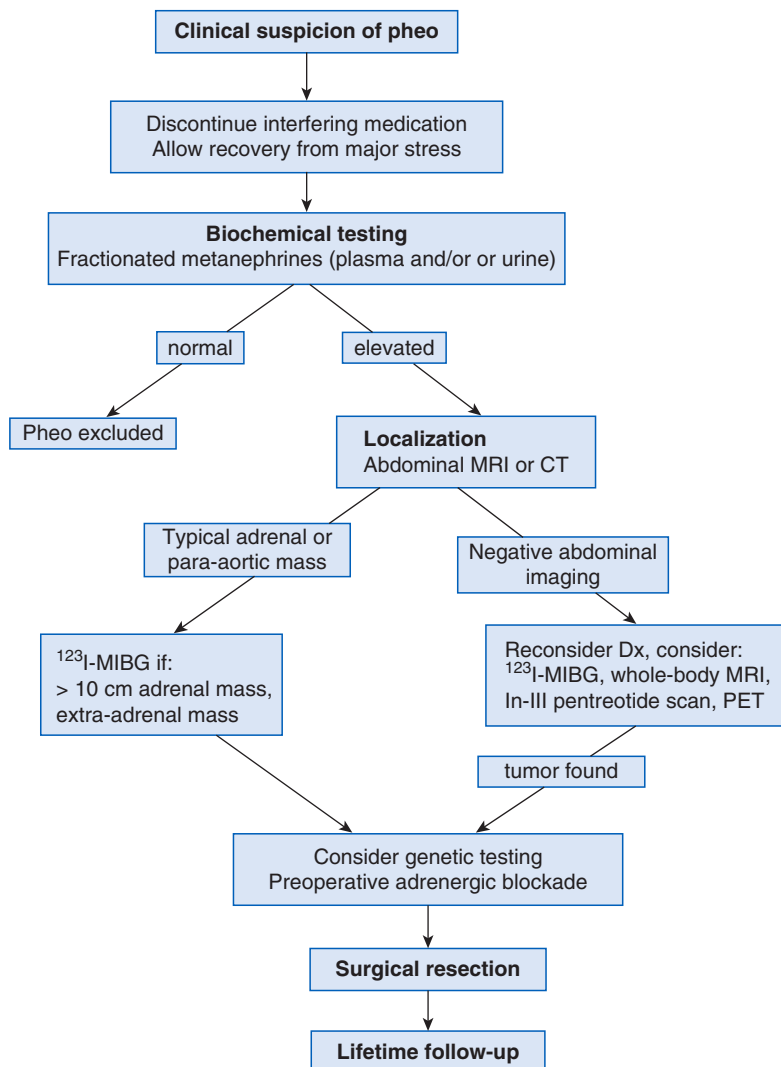 Clinical suspicion of pheo
Discontinue interfering medication
Allow recovery from major stress
Biochemical testing
Fractionated metanephrines (plasma and/or or urine)
normal
elevated
Pheo excluded
Localization
Abdominal MRI or CT
Typical adrenal or
para-aortic mass
Negative abdominal
imaging
¹²³I-MIBG if:
> 10 cm adrenal mass,
extra-adrenal mass
Reconsider Dx, consider:
¹²³I-MIBG, whole-body MRI,
In-III pentreotide scan, PET
tumor found
Consider genetic testing
Preoperative adrenergic blockade
Surgical resection
Lifetime follow-up